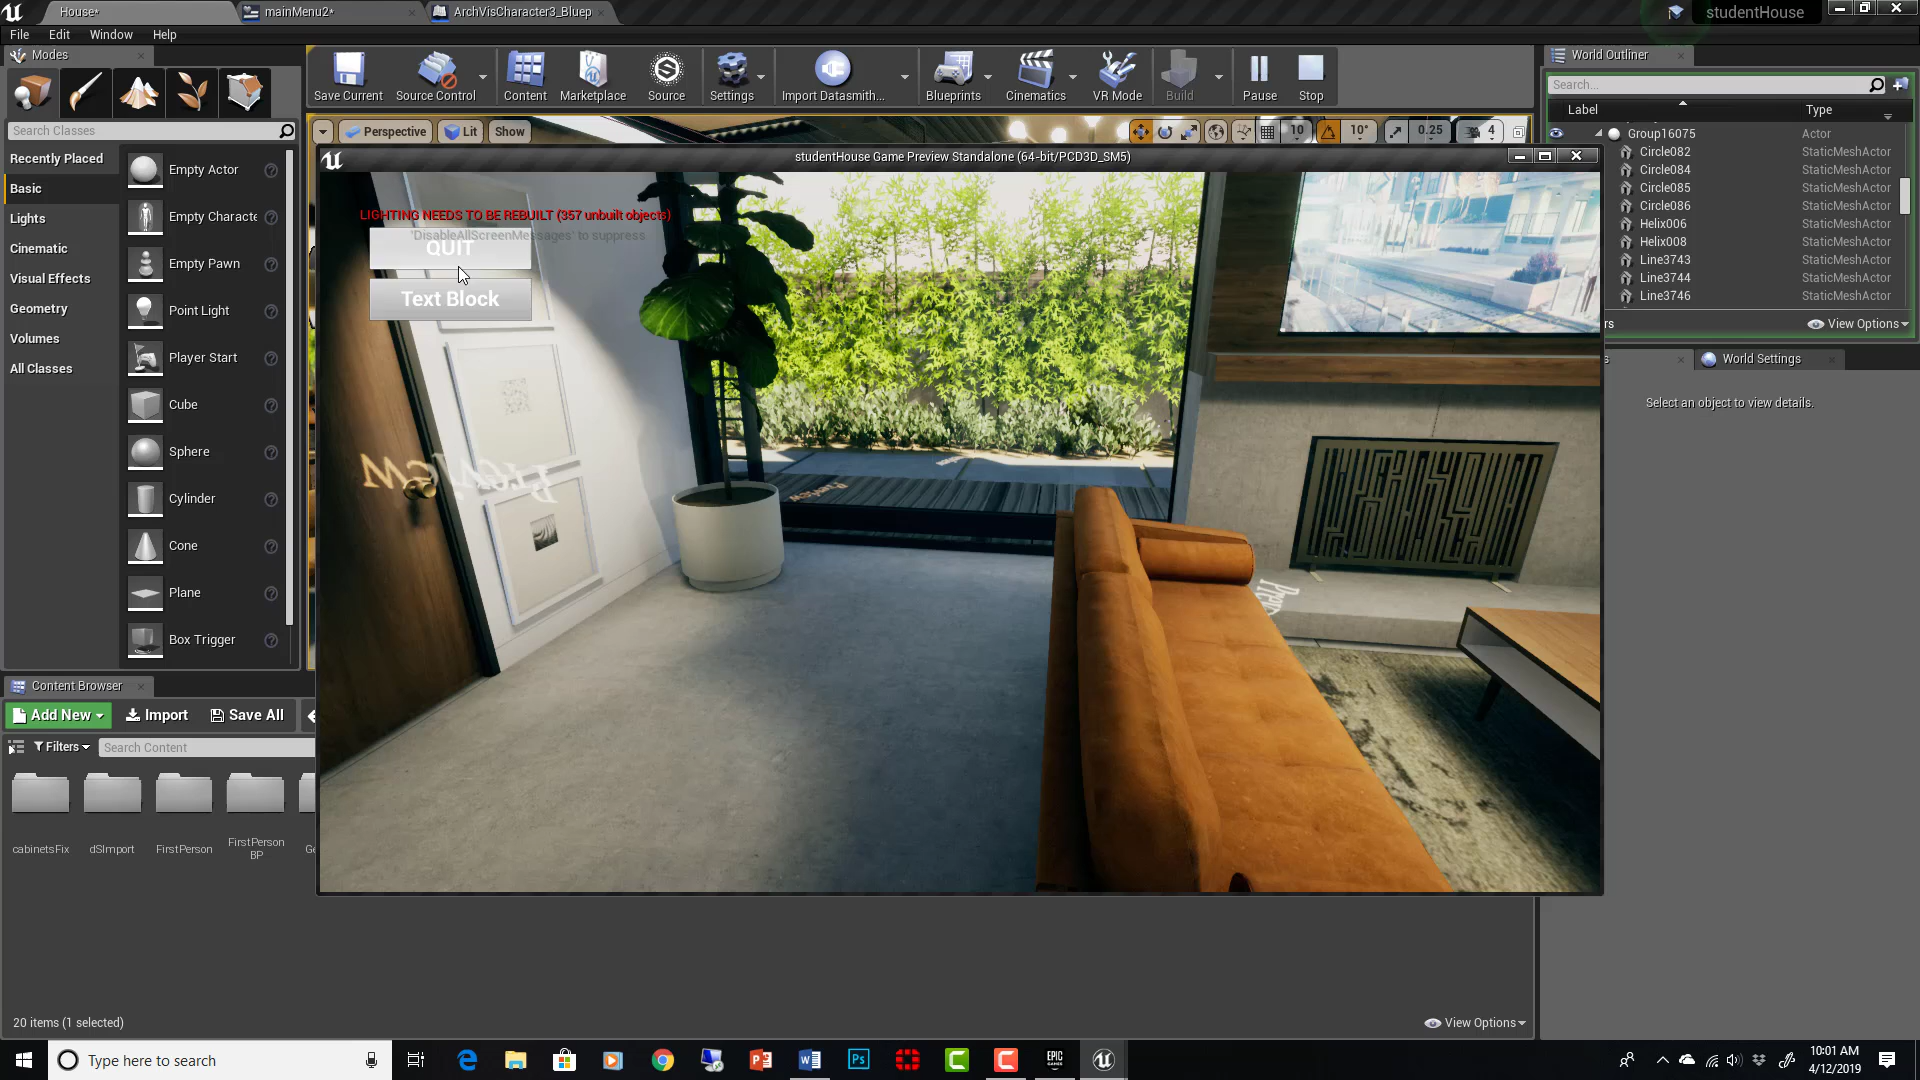 House*
mainMenu2*
ArchVisCharacter3_Bluep
studentHouse
File Edit Window Help
Modes
Save Current
Source Control
Content
Marketplace
Source
Settings
Import Datasmith...
Blueprints
Cinematics
VR Mode
Build
Pause
Stop
World Outliner
Search...
Label Type
Group16075 Actor
Circle082 StaticMeshActor
Circle084 StaticMeshActor
Circle085 StaticMeshActor
Circle086 StaticMeshActor
Helix006 StaticMeshActor
Helix008 StaticMeshActor
Line3743 StaticMeshActor
Line3744 StaticMeshActor
Line3746 StaticMeshActor
rs View Options
s World Settings
Select an object to view details.
Search Classes
Recently Placed
Basic
Lights
Cinematic
Visual Effects
Geometry
Volumes
All Classes
Empty Actor
Empty Characte
Empty Pawn
Point Light
Player Start
Cube
Sphere
Cylinder
Cone
Plane
Box Trigger
Perspective Lit Show
10 10° 0.25 4
studentHouse Game Preview Standalone (64-bit/PCD3D_SM5)
LIGHTING NEEDS TO BE REBUILT (357 unbuilt objects)
'DisableAllScreenMessages' to suppress
QUIT
Text Block
Preview
Content Browser
Add New Import Save All
Filters Search Content
cabinetsFix
dSImport
FirstPerson
FirstPerson
BP
Ge
20 items (1 selected)
View Options
Type here to search
EPIC
GAMES
10:01 AM
4/12/2019